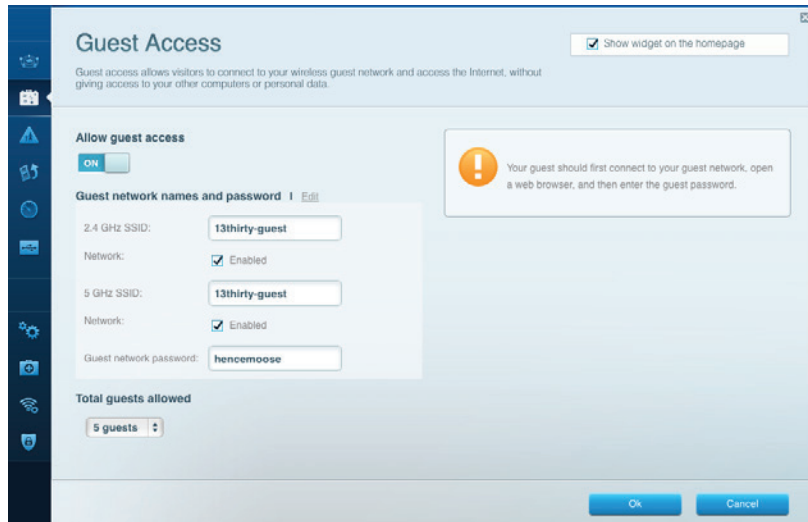 Guest Access
Show widget on the homepage
Guest access allows visitors to connect to your wireless guest network and access the Internet, without
giving access to your other computers or personal data.
Allow guest access
ON
Your guest should first connect to your guest network, open
a web browser, and then enter the guest password.
Guest network names and password | Edit
2.4 GHz SSID:
13thirty-guest
Network:
Enabled
5 GHz SSID:
13thirty-guest
Network:
Enabled
Guest network password:
hencemoose
Total guests allowed
5 guests
Ok
Cancel